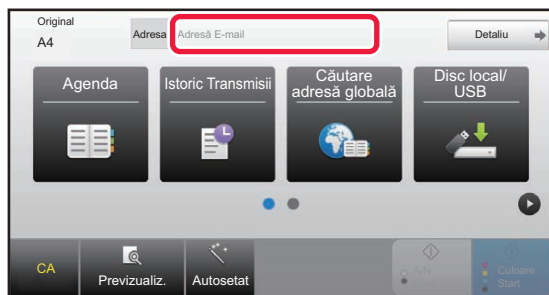 Original
A4
Adresa
Adresă E-mail
Detaliu
Agenda
Istoric Transmisii
Căutare
adresă globală
Disc local/
USB
CA
Previzualiz.
Autosetat
A/N
Start
Culoare
Start